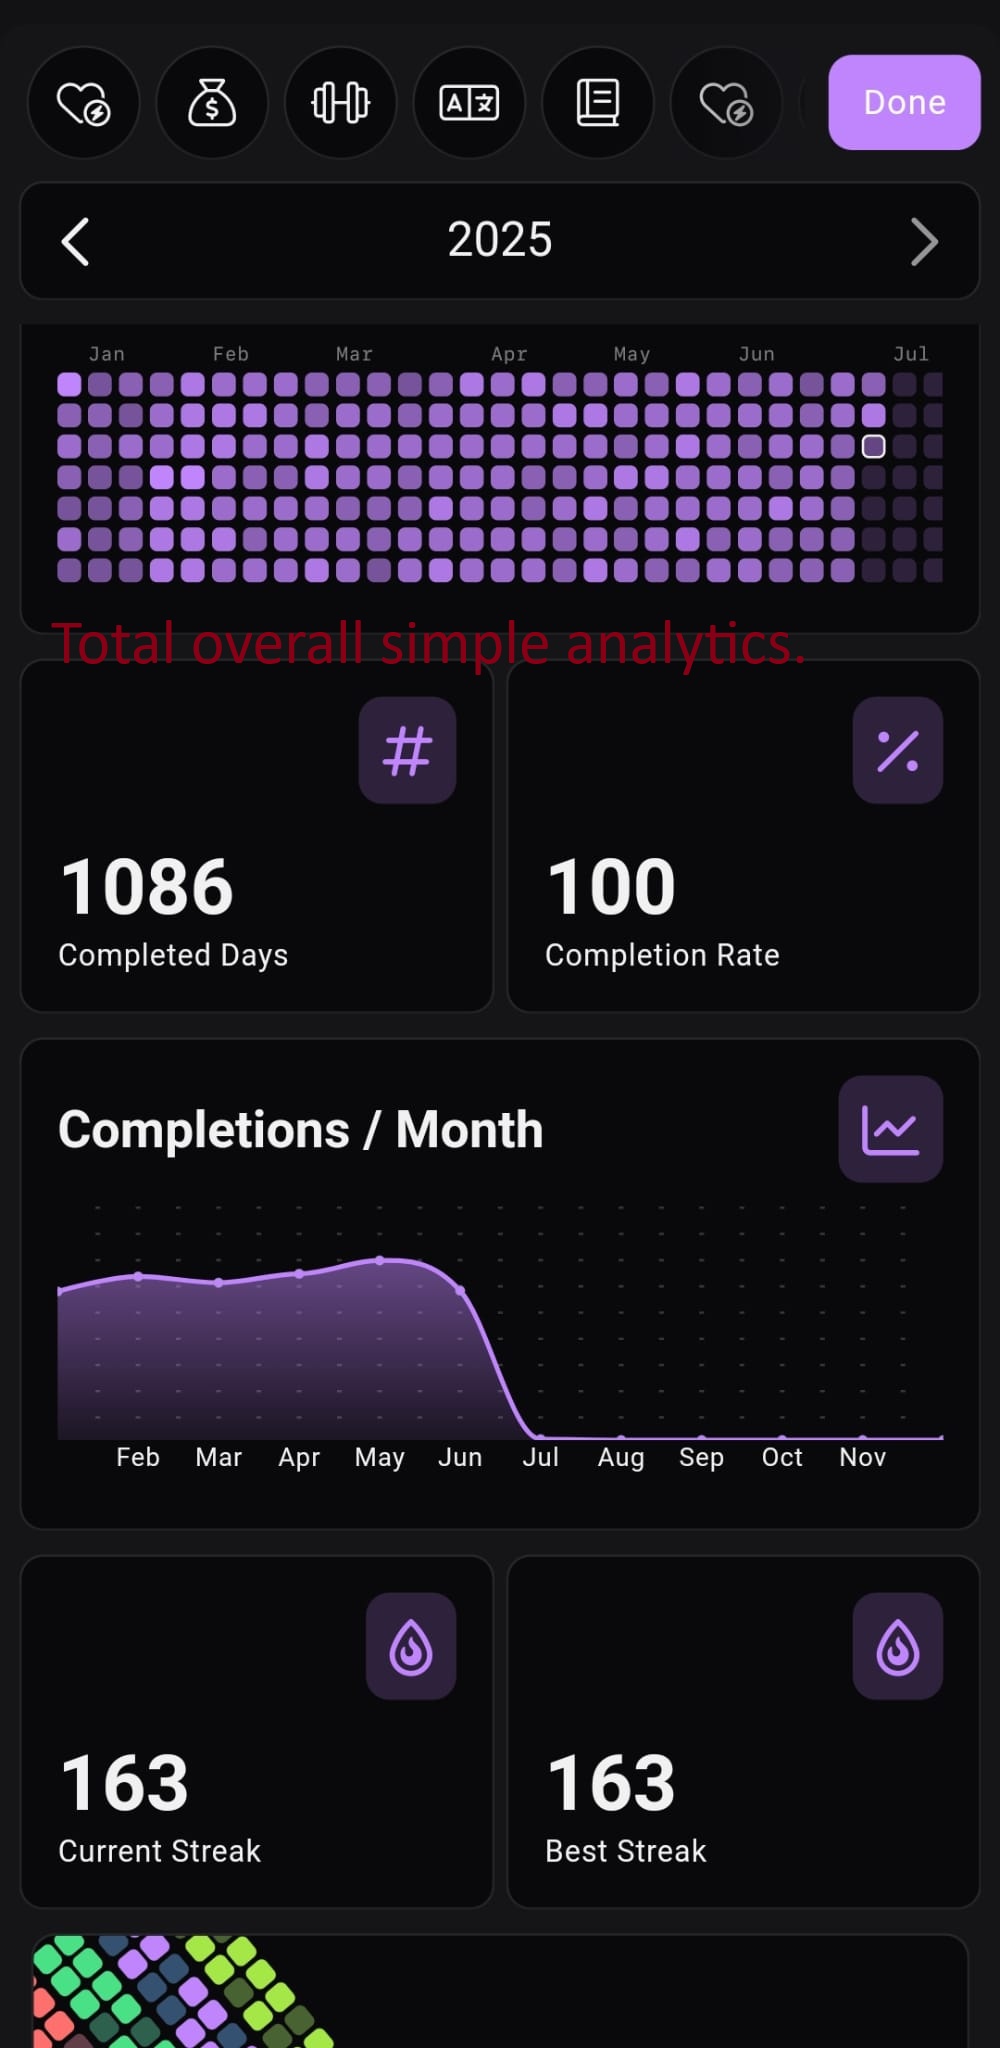 Done
2025
Jan Feb Mar Apr May Jun Jul
Total overall simple analytics.
1086
Completed Days
100
Completion Rate
Completions / Month
Feb Mar Apr May Jun Jul Aug Sep Oct Nov
163
Current Streak
163
Best Streak